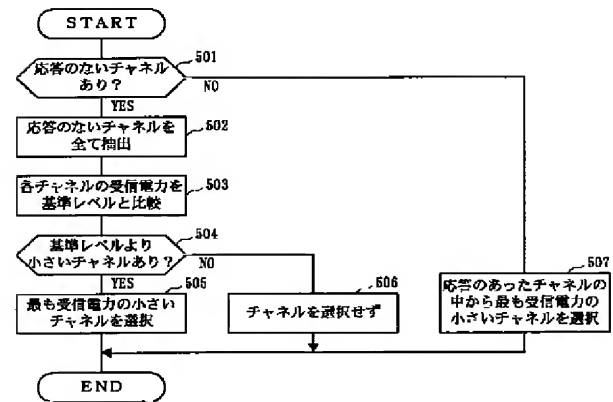 START
応答のないチャネル
あり?
501
NO
YES
応答のないチャネルを
全て抽出
502
各チャネルの受信電力を
基準レベルと比較
503
基準レベルより
小さいチャネルあり?
504
NO
YES
505
最も受信電力の小さい
チャネルを選択
506
チャネルを選択せず
507
応答のあったチャネルの
中から最も受信電力の
小さいチャネルを選択
END